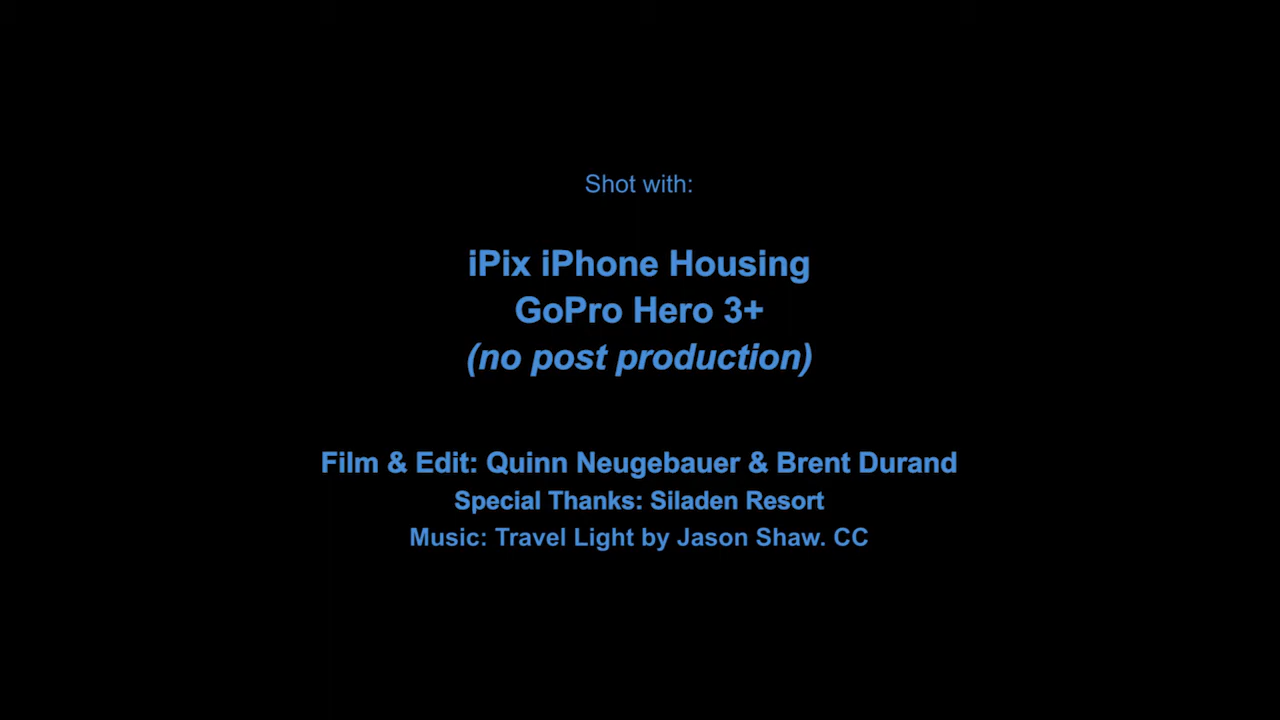 Shot with:
iPix iPhone Housing
GoPro Hero 3+
(no post production)
Film & Edit: Quinn Neugebauer & Brent Durand
Special Thanks: Siladen Resort
Music: Travel Light by Jason Shaw. CC